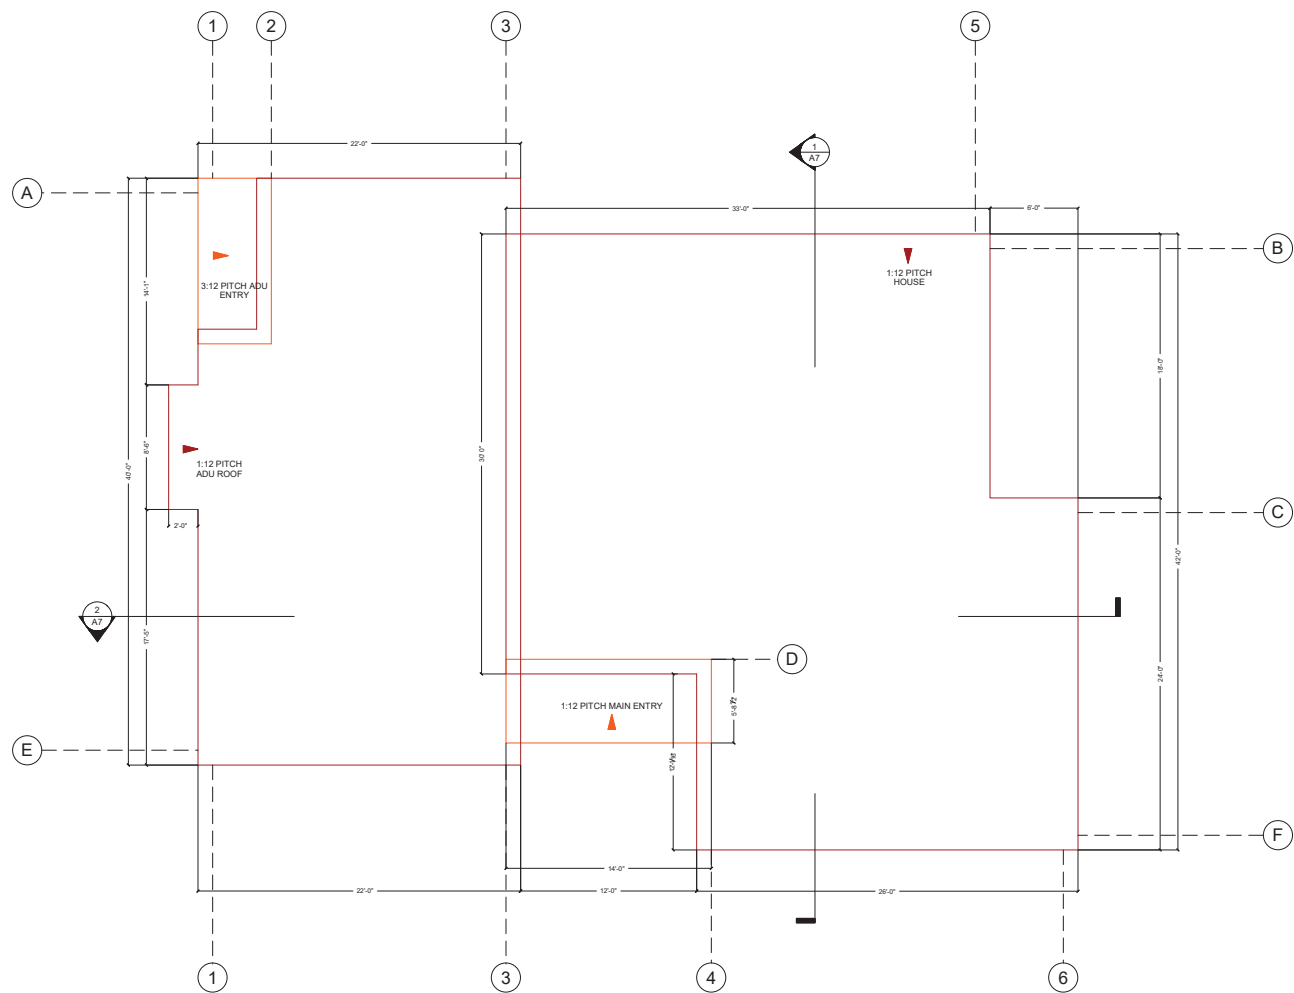 1
2
3
5
22'-0"
1
A7
A
33'-0"
6'-0"
B
3:12 PITCH ADU
ENTRY
1:12 PITCH
HOUSE
14'-1"
18'-0"
40'-0"
8'-6"
30'0"
1:12 PITCH
ADU ROOF
2'-0"
C
42'-0"
2
A7
17'-5"
D
24'-0"
1:12 PITCH MAIN ENTRY
E
F
14'-0"
22'-0"
12'-0"
26'-0"
1
3
4
6